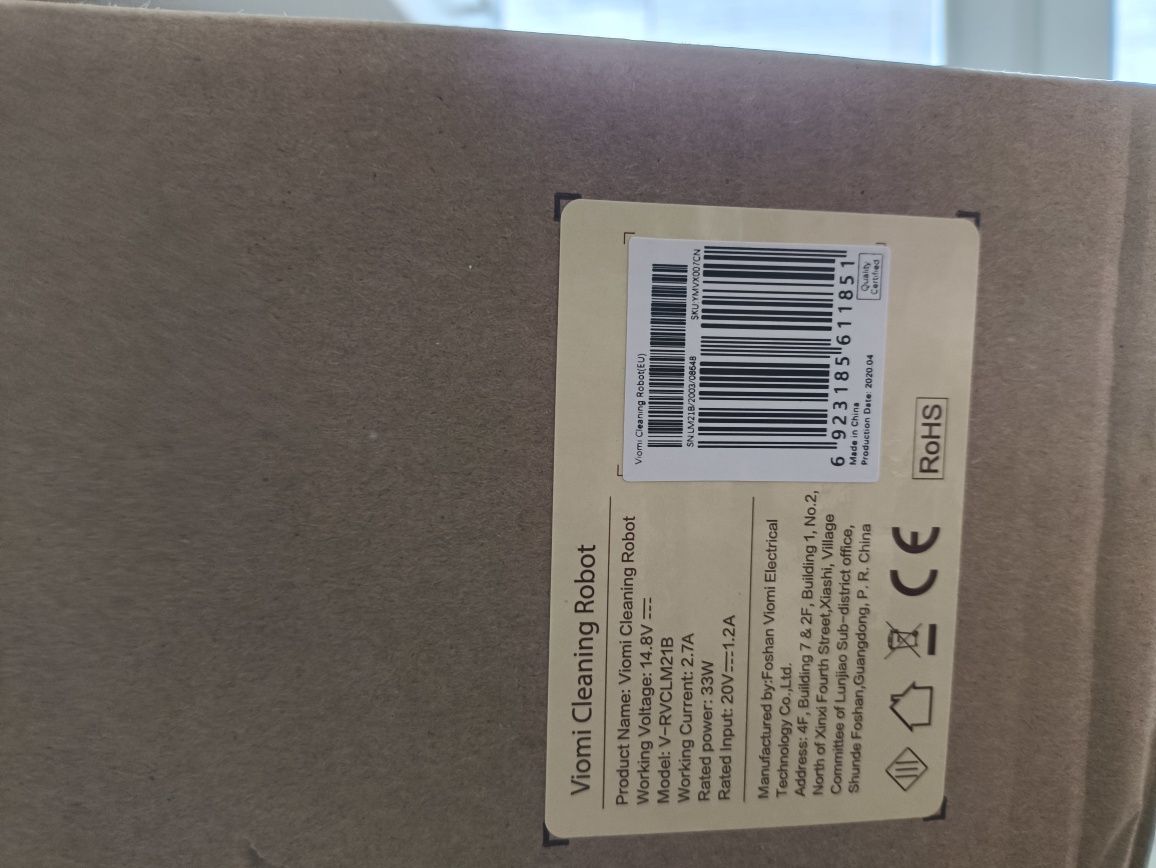 Viomi Cleaning Robot
Product Name: Viomi Cleaning Robot
Working Voltage: 14.8V
Model: V-RVCLM21B
Working Current: 2.7A
Rated power: 33W
Rated Input: 20V⎓1.2A
Manufactured by:Foshan Viomi Electrical
Technology Co.,Ltd.
Address: 4F, Building 7 & 2F, Building 1, No.2,
North of Xinxi Fourth Street,Xiashi, Village
Committee of Lunjiao Sub-district office,
Shunde Foshan,Guangdong, P. R. China
CE
RoHS
Viomi Cleaning Robot(EU)
SN:LM21B/2003/08648 SKU:YMVX007CN
6 923185 611851
Made in China
Production Date: 2020.04
Quality
Certified